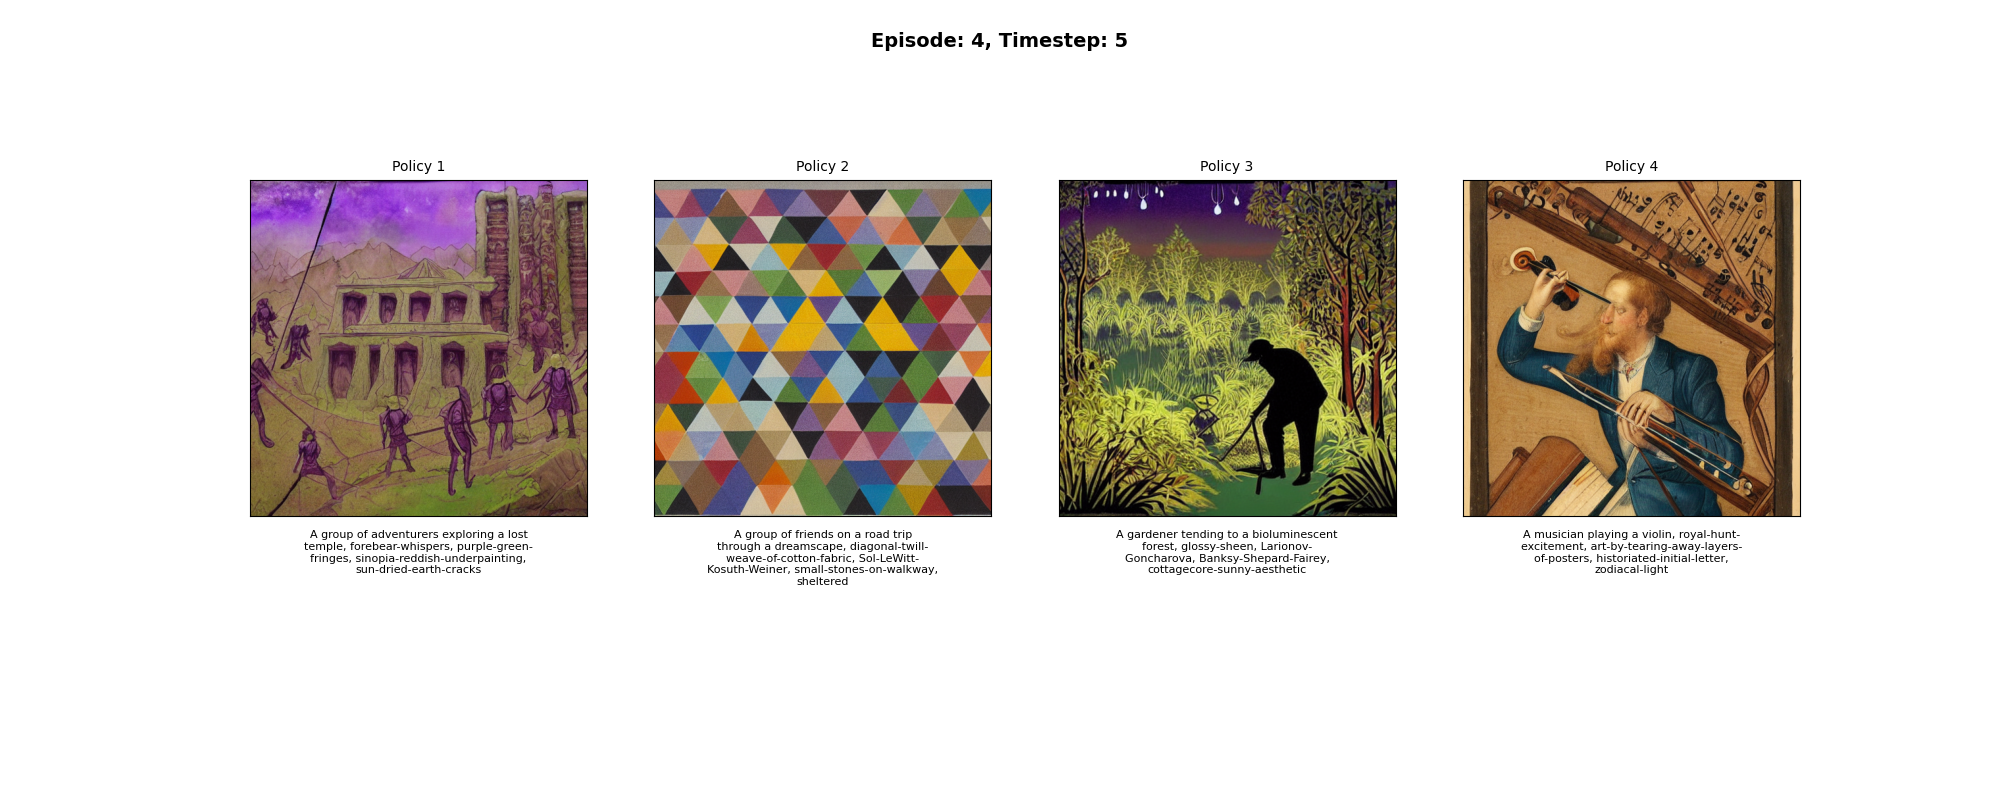 Episode: 4, Timestep: 5
Policy 1
A group of adventurers exploring a lost
temple, forebear-whispers, purple-green-
fringes, sinopia-reddish-underpainting,
sun-dried-earth-cracks
Policy 2
A group of friends on a road trip
through a dreamscape, diagonal-twill-
weave-of-cotton-fabric, Sol-LeWitt-
Kosuth-Weiner, small-stones-on-walkway,
sheltered
Policy 3
A gardener tending to a bioluminescent
forest, glossy-sheen, Larionov-
Goncharova, Banksy-Shepard-Fairey,
cottagecore-sunny-aesthetic
Policy 4
A musician playing a violin, royal-hunt-
excitement, art-by-tearing-away-layers-
of-posters, historiated-initial-letter,
zodiacal-light